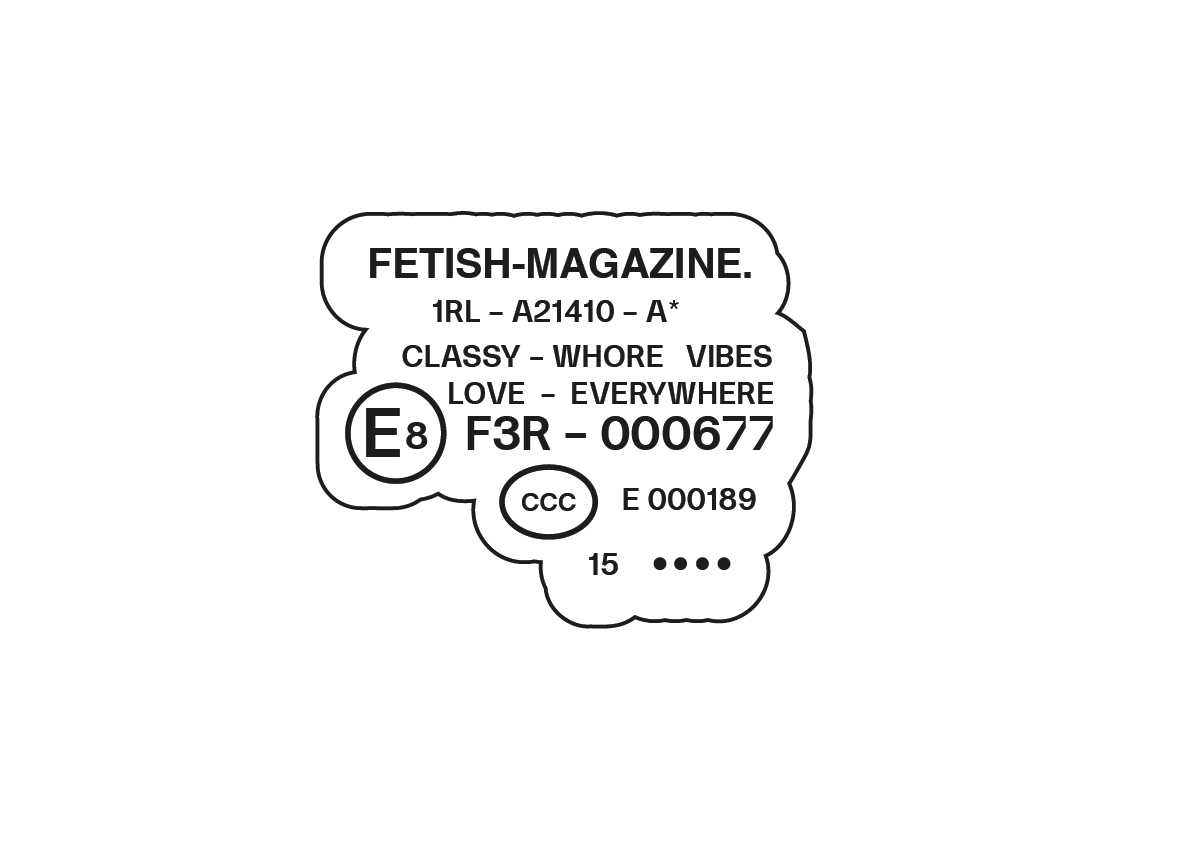 FETISH-MAGAZINE.
1RL – A21410 – A*
CLASSY – WHORE VIBES
LOVE – EVERYWHERE
E8 F3R – 000677
CCC E 000189
15 ••••